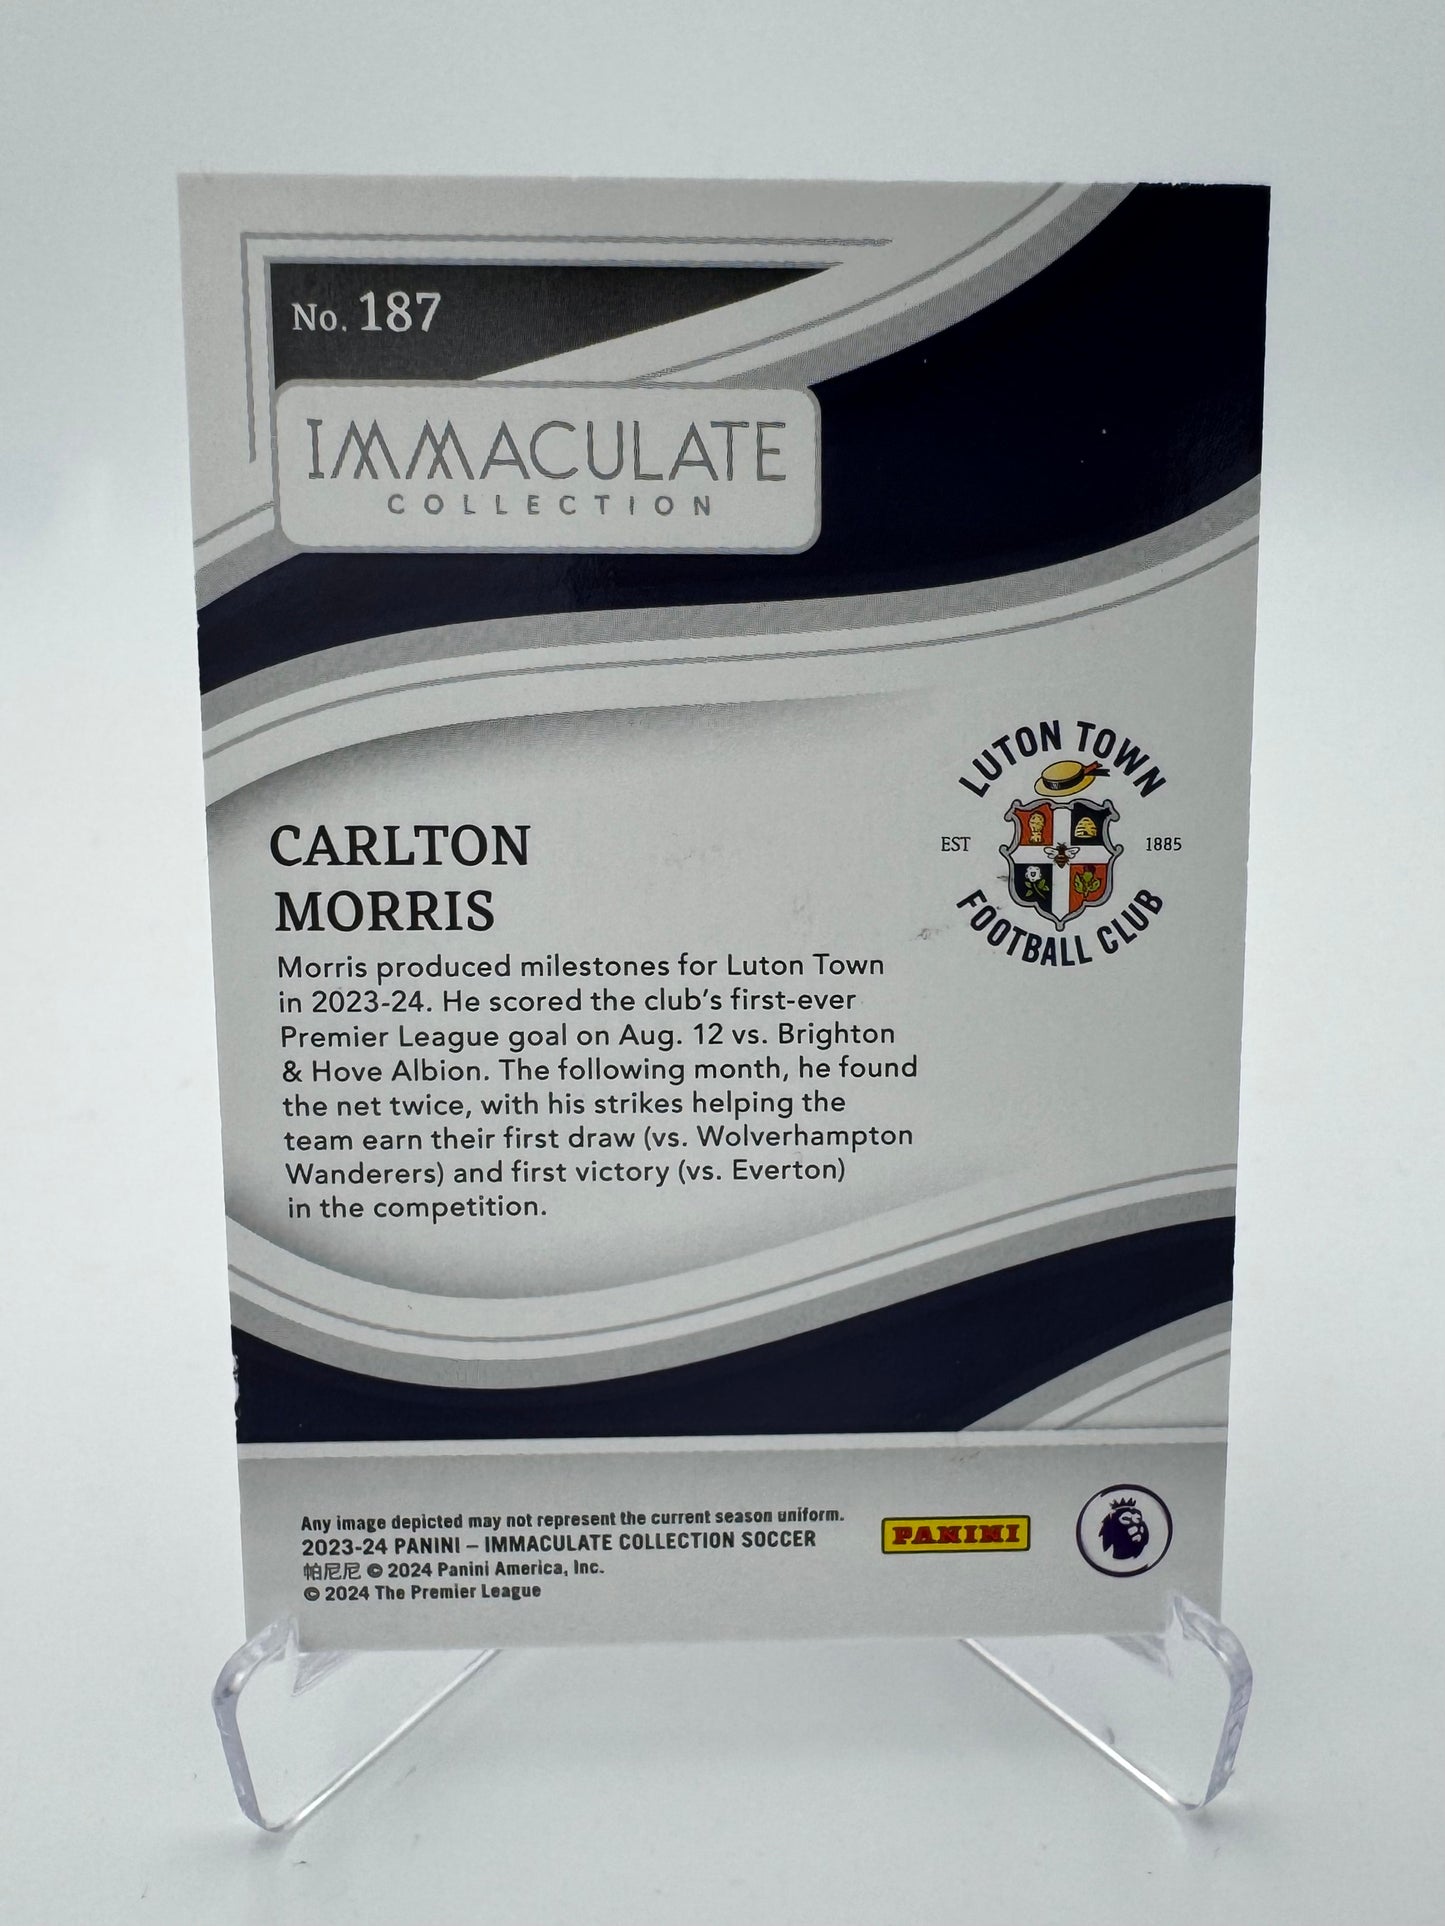 No. 187
IMMACULATE
COLLECTION
LUTON TOWN
EST 1885
FOOTBALL CLUB
CARLTON
MORRIS
Morris produced milestones for Luton Town
in 2023-24. He scored the club's first-ever
Premier League goal on Aug. 12 vs. Brighton
& Hove Albion. The following month, he found
the net twice, with his strikes helping the
team earn their first draw (vs. Wolverhampton
Wanderers) and first victory (vs. Everton)
in the competition.
Any image depicted may not represent the current season uniform.
2023-24 PANINI – IMMACULATE COLLECTION SOCCER
帕尼尼 © 2024 Panini America, Inc.
© 2024 The Premier League
PANINI